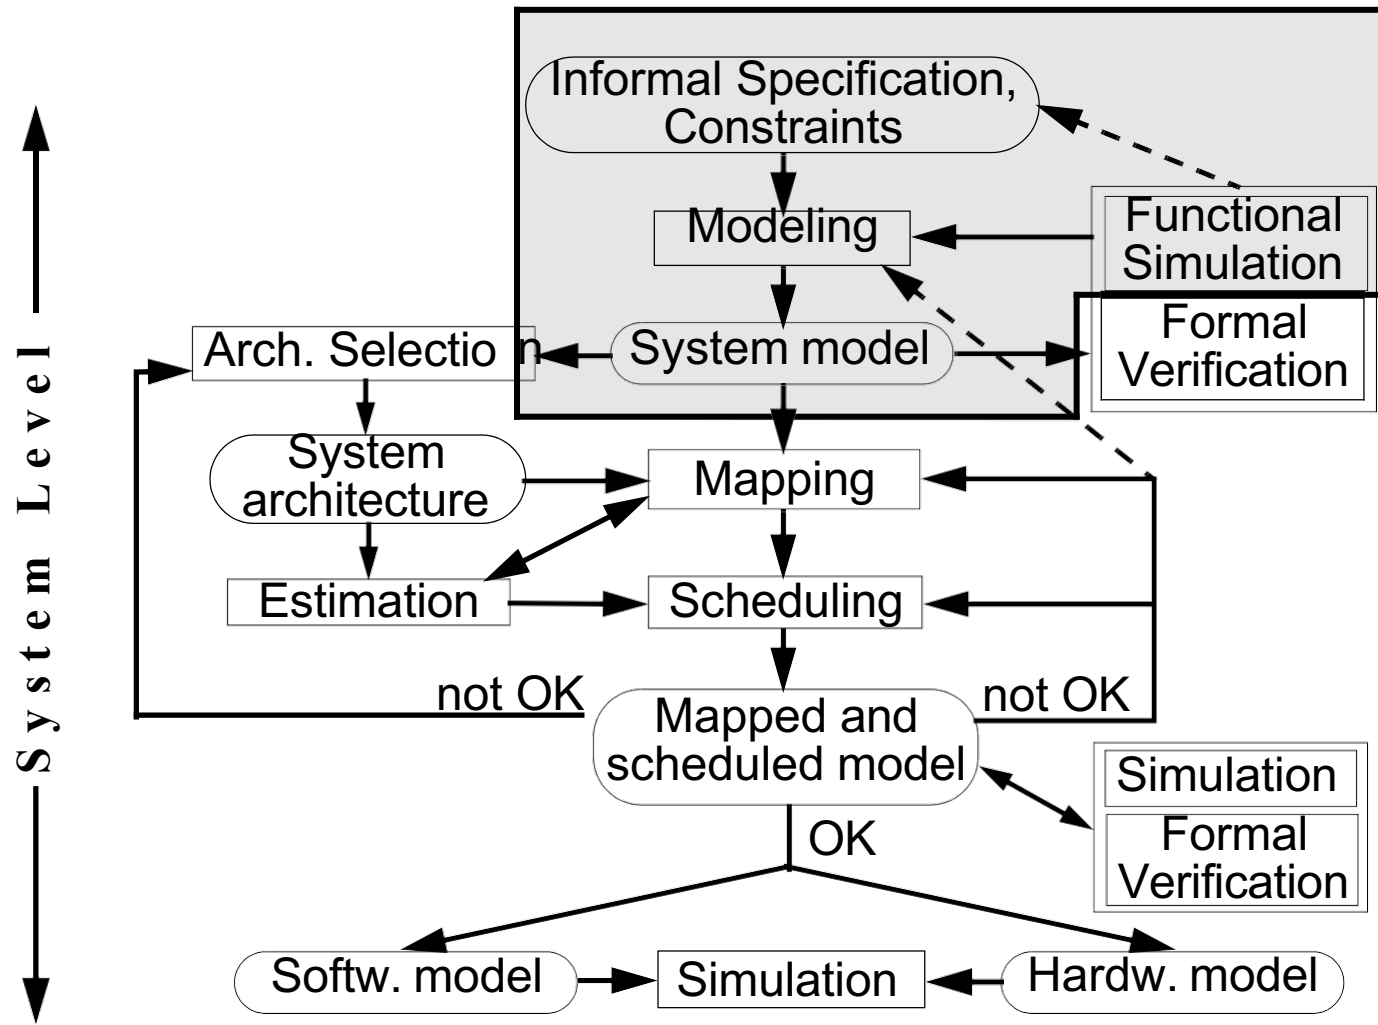 Informal Specification,
Constraints
Modeling
Functional
Simulation
Formal
Verification
Arch. Selectio n
System model
System
architecture
Mapping
Estimation
Scheduling
not OK
not OK
Mapped and
scheduled model
Simulation
Formal
Verification
OK
Softw. model
Simulation
Hardw. model
System Level